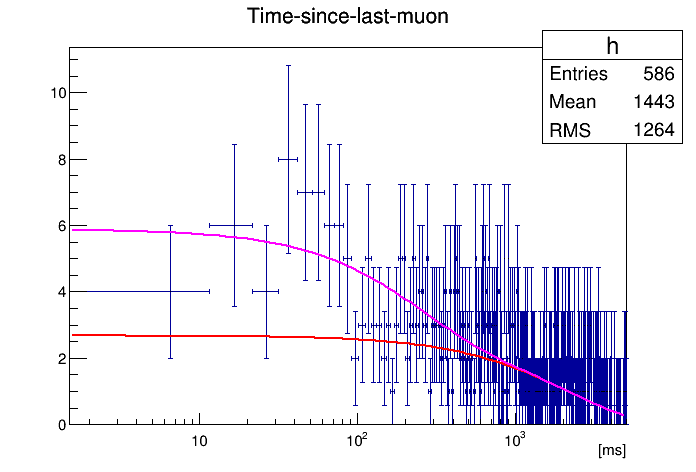 Time-since-last-muon
h
Entries 586
Mean 1443
RMS 1264
10
8
6
4
2
0
10 10² 10³
[ms]